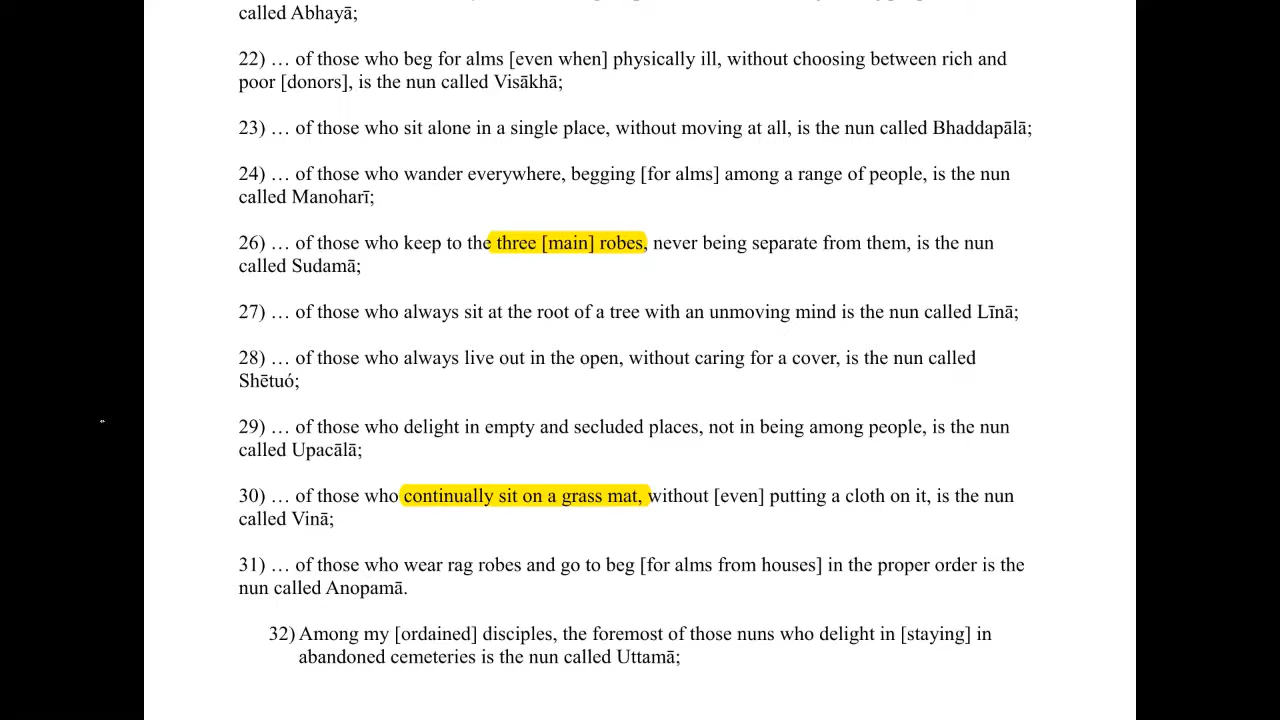 called Abhayā;
22) … of those who beg for alms [even when] physically ill, without choosing between rich and
poor [donors], is the nun called Visākhā;
23) … of those who sit alone in a single place, without moving at all, is the nun called Bhaddapālā;
24) … of those who wander everywhere, begging [for alms] among a range of people, is the nun
called Manoharī;
26) … of those who keep to the three [main] robes, never being separate from them, is the nun
called Sudamā;
27) … of those who always sit at the root of a tree with an unmoving mind is the nun called Līnā;
28) … of those who always live out in the open, without caring for a cover, is the nun called
Shētuó;
29) … of those who delight in empty and secluded places, not in being among people, is the nun
called Upacālā;
30) … of those who continually sit on a grass mat, without [even] putting a cloth on it, is the nun
called Vinā;
31) … of those who wear rag robes and go to beg [for alms from houses] in the proper order is the
nun called Anopamā.
32) Among my [ordained] disciples, the foremost of those nuns who delight in [staying] in
abandoned cemeteries is the nun called Uttamā;